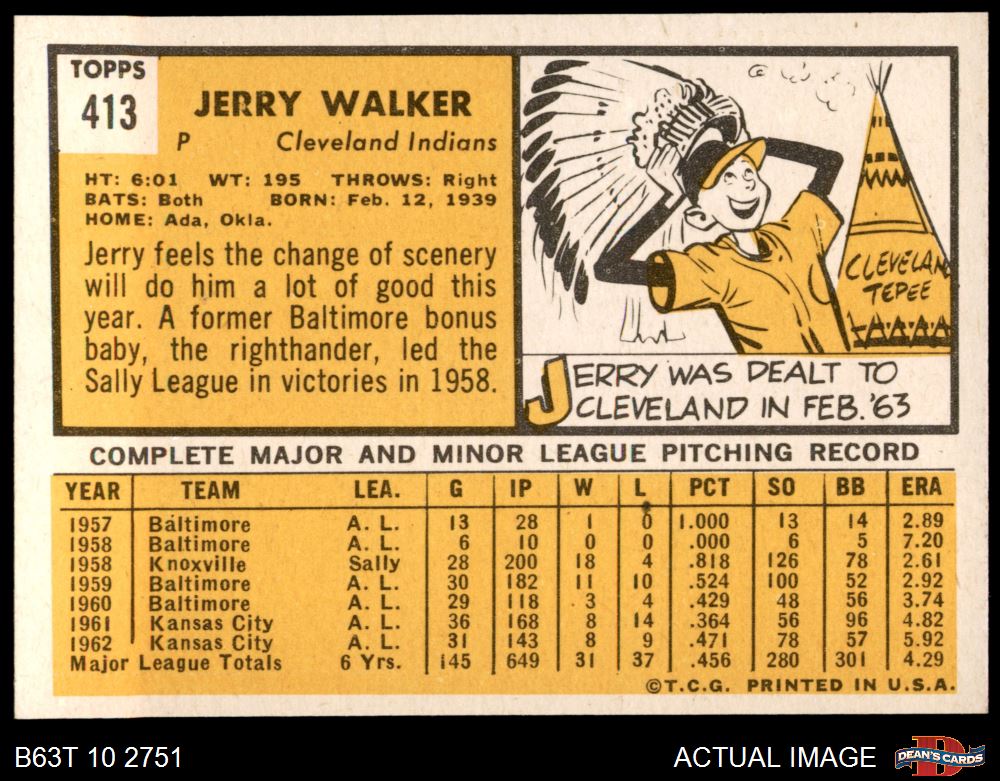 TOPPS
413
JERRY WALKER
P Cleveland Indians
HT: 6:01 WT: 195 THROWS: Right
BATS: Both BORN: Feb. 12, 1939
HOME: Ada, Okla.
Jerry feels the change of scenery
will do him a lot of good this
year. A former Baltimore bonus
baby, the righthander, led the
Sally League in victories in 1958.
CLEVELAND
TEPEE
JERRY WAS DEALT TO
CLEVELAND IN FEB. '63
COMPLETE MAJOR AND MINOR LEAGUE PITCHING RECORD
YEAR TEAM LEA. G IP W L PCT SO BB ERA
1957 Baltimore A. L. 13 28 1 0 1.000 13 14 2.89
1958 Baltimore A. L. 6 10 0 0 .000 6 5 7.20
1958 Knoxville Sally 28 200 18 4 .818 126 78 2.61
1959 Baltimore A. L. 30 182 11 10 .524 100 52 2.92
1960 Baltimore A. L. 29 118 3 4 .429 48 56 3.74
1961 Kansas City A. L. 36 168 8 14 .364 56 96 4.82
1962 Kansas City A. L. 31 143 8 9 .471 78 57 5.92
Major League Totals 6 Yrs. 145 649 31 37 .456 280 301 4.29
©T.C.G. PRINTED IN U.S.A.
B63T 10 2751 ACTUAL IMAGE
DEAN'S CARDS